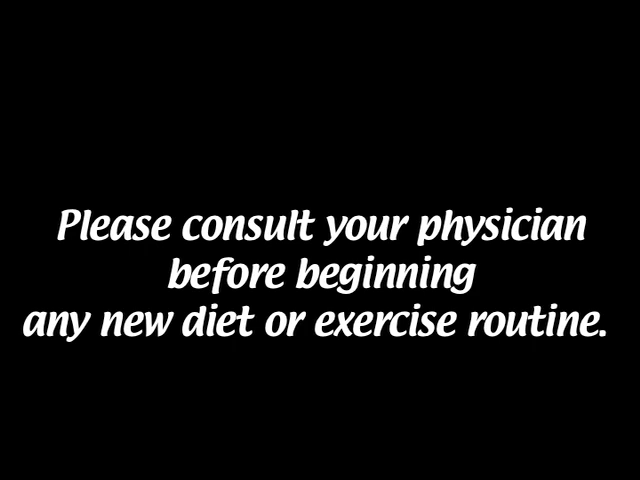 Please consult your physician
before beginning
any new diet or exercise routine.